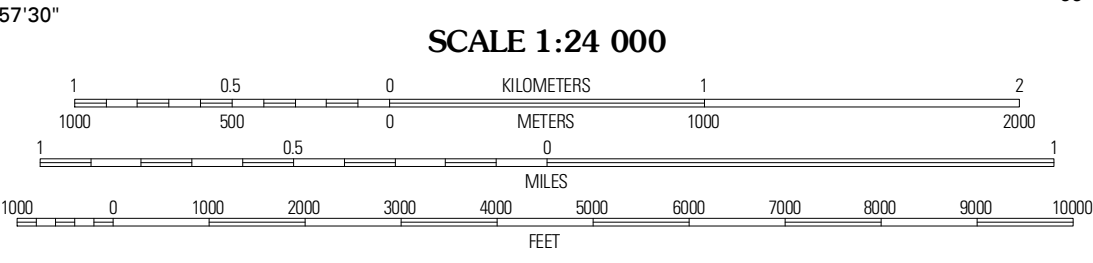 57'30"
SCALE 1:24 000
1 0.5 0 KILOMETERS 1 2
1000 500 0 METERS 1000 2000
1 0.5 0 1
MILES
1000 0 1000 2000 3000 4000 5000 6000 7000 8000 9000 10000
FEET